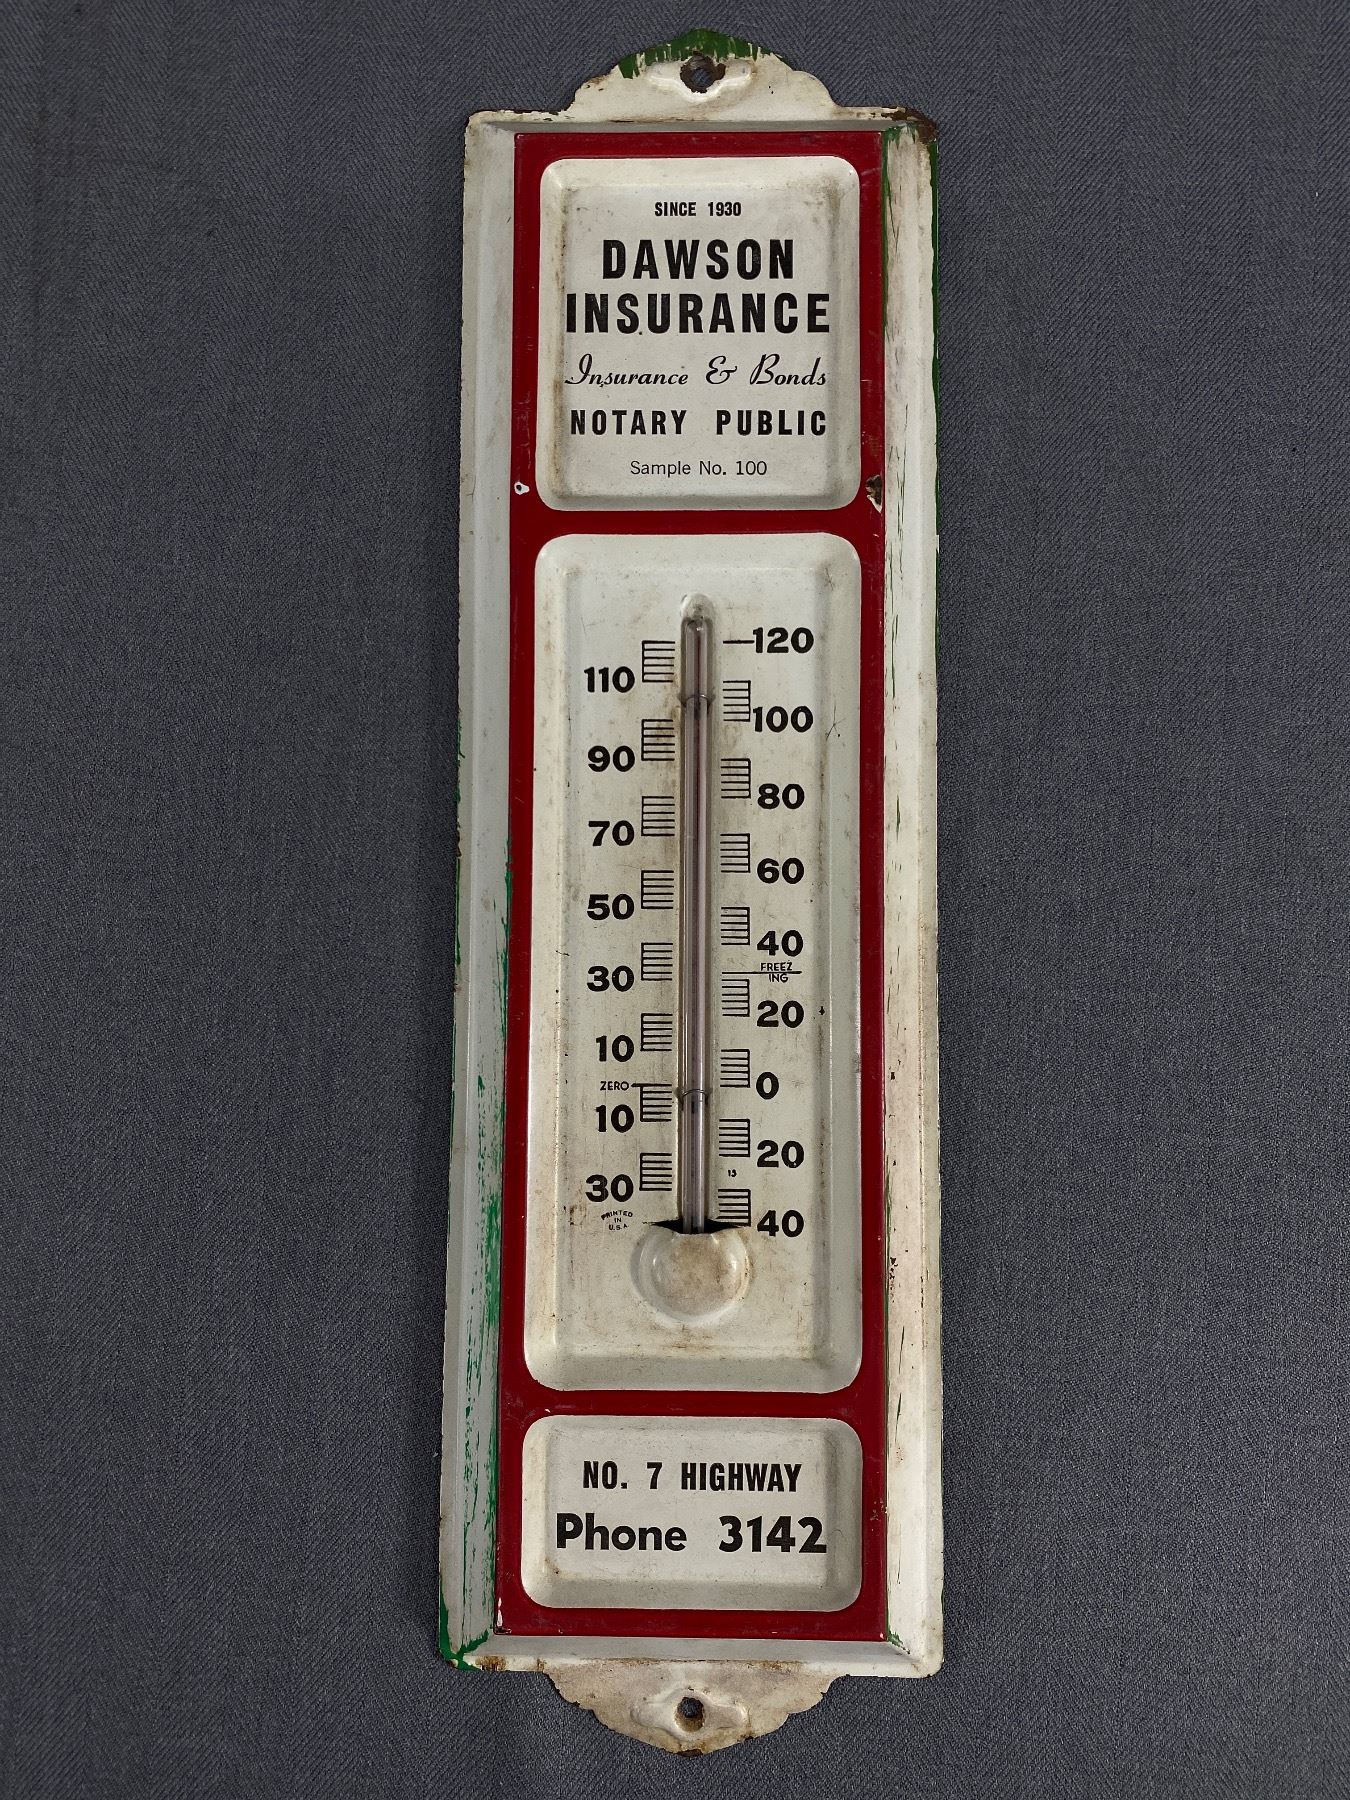 SINCE 1930
DAWSON
INSURANCE
Insurance & Bonds
NOTARY PUBLIC
Sample No. 100
120
110
100
90
80
70
60
50
40
FREEZ
ING
30
20
10
ZERO
0
10
20
15
30
40
PRINTED
IN
U.S.A
NO. 7 HIGHWAY
Phone 3142